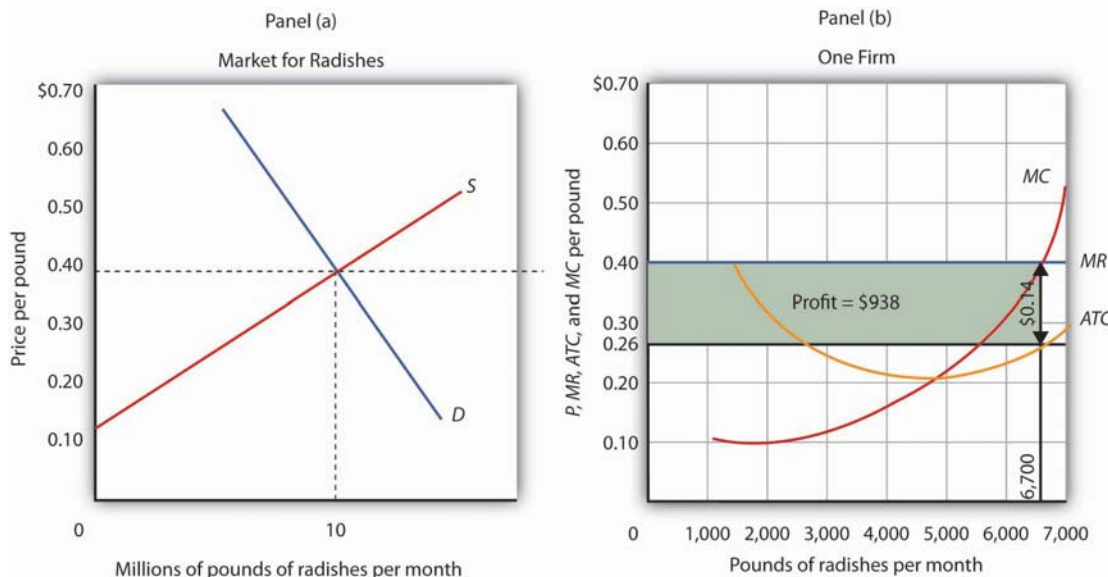 Panel (a)
Market for Radishes
Price per pound
$0.70
0.60
0.50
0.40
0.30
0.20
0.10
0
10
S
D
Millions of pounds of radishes per month
Panel (b)
One Firm
P, MR, ATC, and MC per pound
$0.70
0.60
0.50
0.40
0.30
0.26
0.20
0.10
MC
MR
ATC
Profit = $938
$0.14
6,700
0
1,000
2,000
3,000
4,000
5,000
6,000
7,000
Pounds of radishes per month